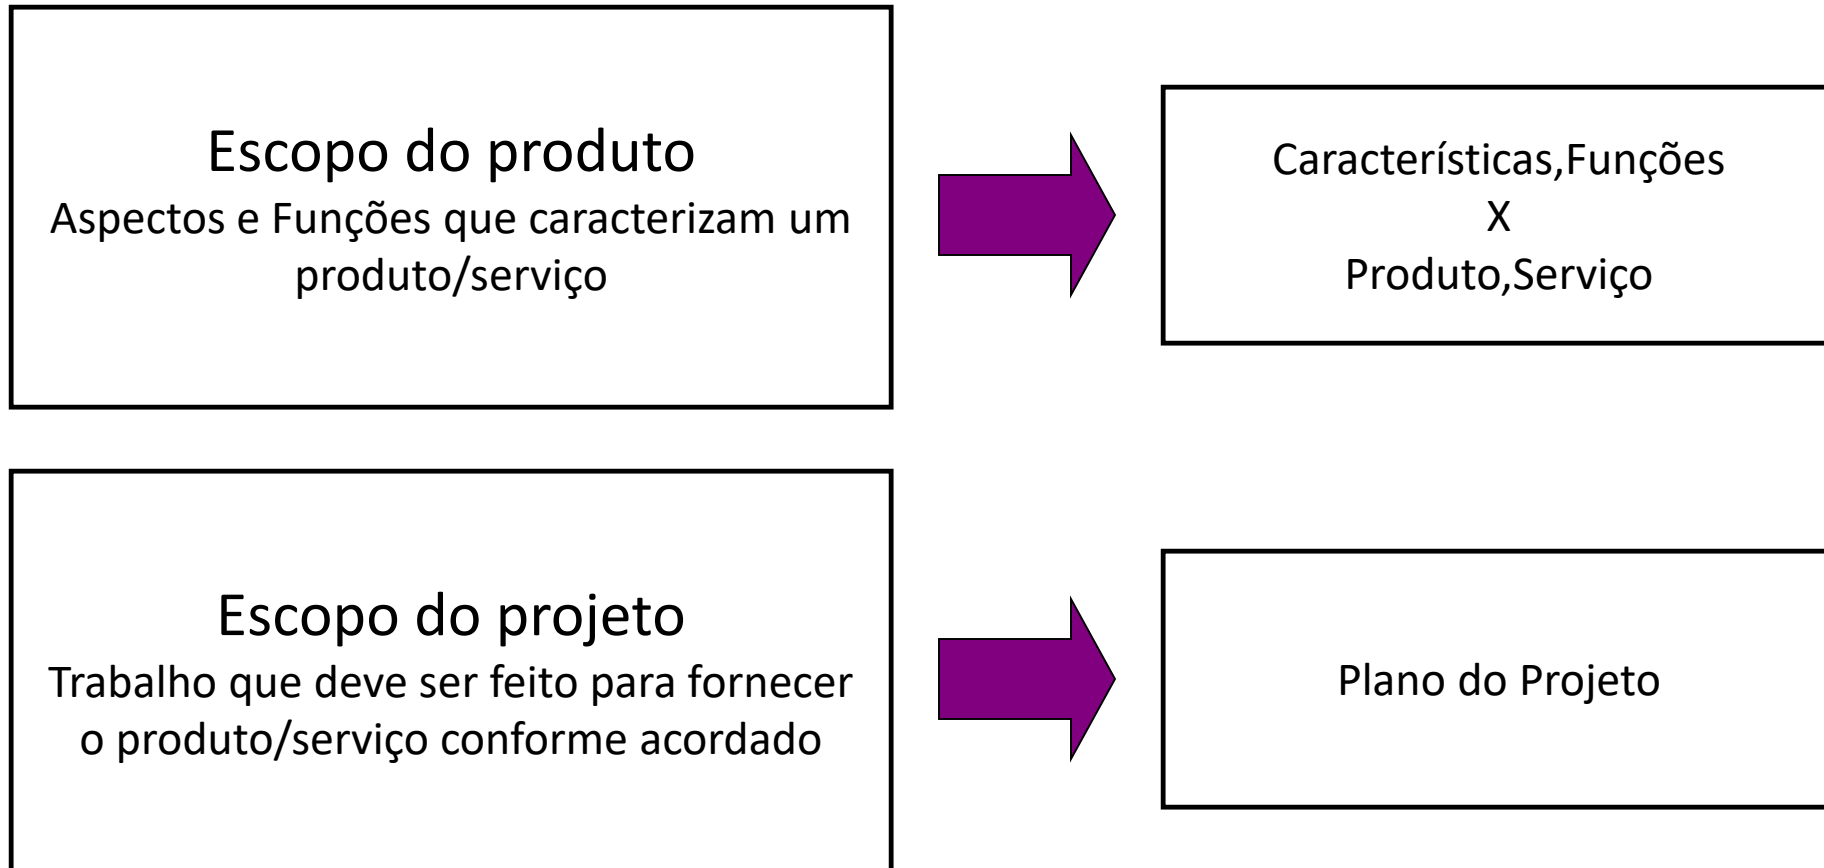 Escopo do produto
Aspectos e Funções que caracterizam um
produto/serviço
Características,Funções
X
Produto,Serviço
Escopo do projeto
Trabalho que deve ser feito para fornecer
o produto/serviço conforme acordado
Plano do Projeto